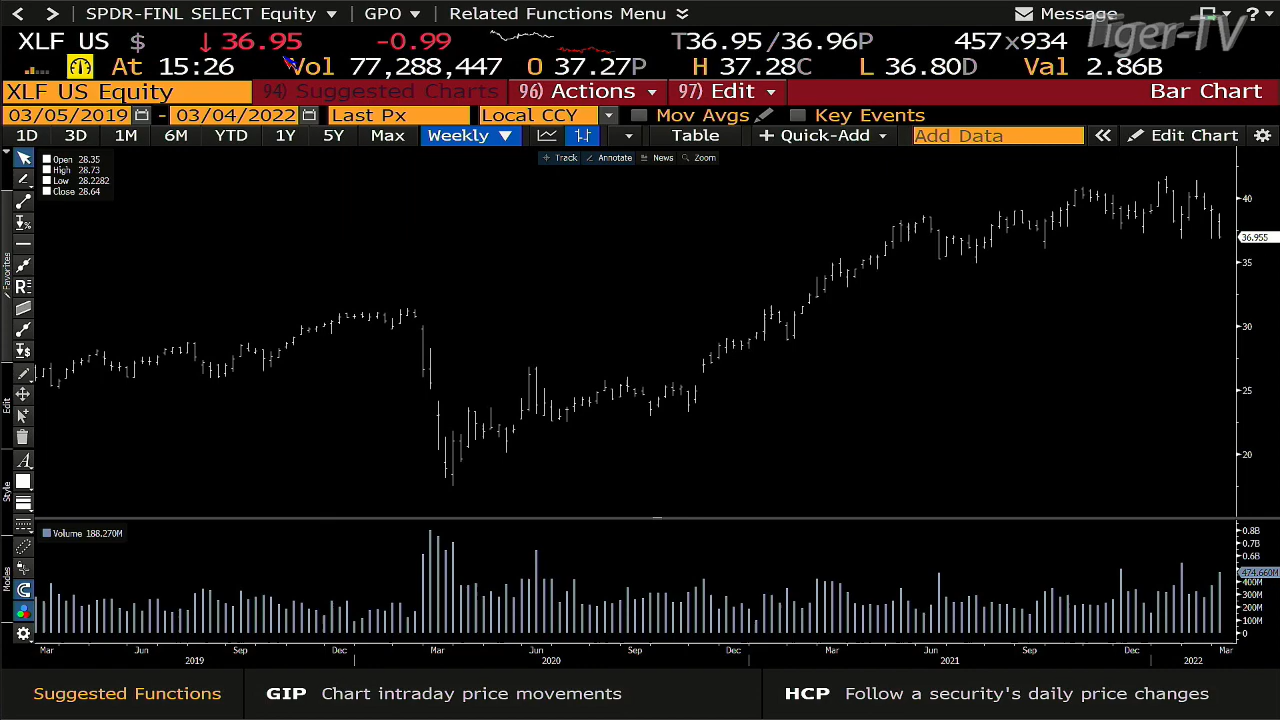 SPDR-FINL SELECT Equity GPO Related Functions Menu Message ?
Tiger-TV
XLF US $ ↓ 36.95 -0.99 T36.95/36.96P 457x934
At 15:26 Vol 77,288,447 O 37.27P H 37.28C L 36.80D Val 2.86B
XLF US Equity 94) Suggested Charts 96) Actions 97) Edit Bar Chart
03/05/2019 - 03/04/2022 Last Px Local CCY Mov Avgs Key Events
1D 3D 1M 6M YTD 1Y 5Y Max Weekly Table + Quick-Add Add Data Edit Chart
Track Annotate News Zoom
Open 28.35
High 28.73
Low 28.2282
Close 28.64
Favorites
Edit
Style
Modes
40
36.955
35
30
25
20
Volume 188.270M
0.8B
0.7B
0.6B
474.660M
400M
300M
200M
100M
0
Mar Jun Sep Dec Mar Jun Sep Dec Mar Jun Sep Dec Mar
2019 2020 2021 2022
Suggested Functions GIP Chart intraday price movements HCP Follow a security's daily price changes